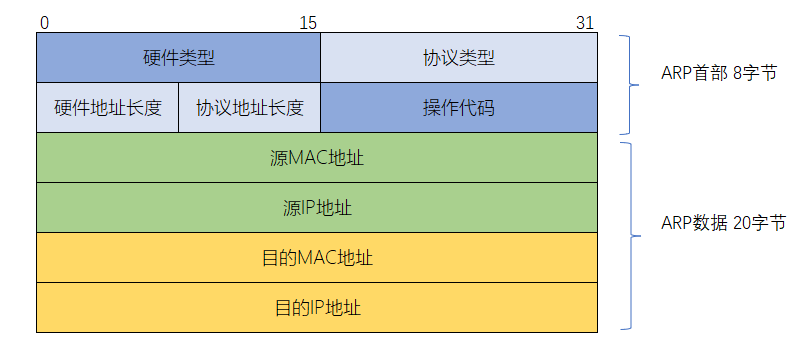 0 15 31
硬件类型 协议类型
ARP首部 8字节
硬件地址长度 协议地址长度 操作代码
源MAC地址
源IP地址
ARP数据 20字节
目的MAC地址
目的IP地址